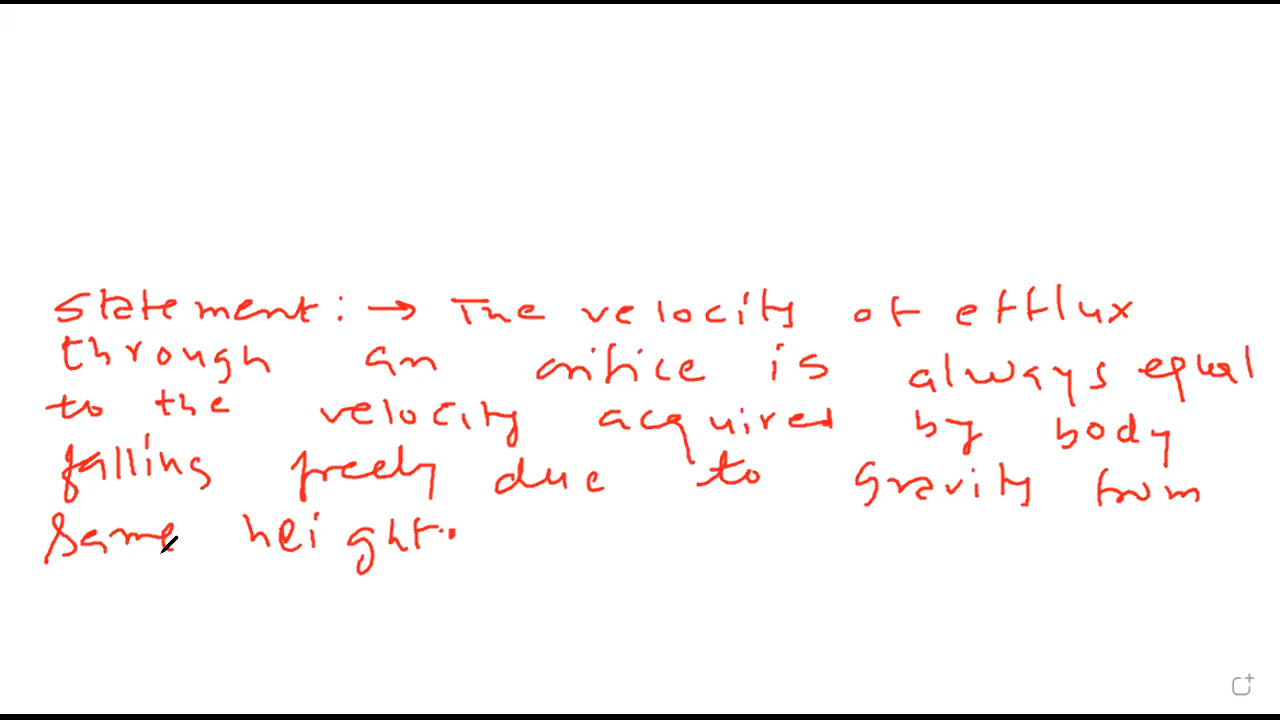 Statement: → The velocity of efflux
through an orifice is always equal
to the velocity acquired by body
falling freely due to gravity from
same height.